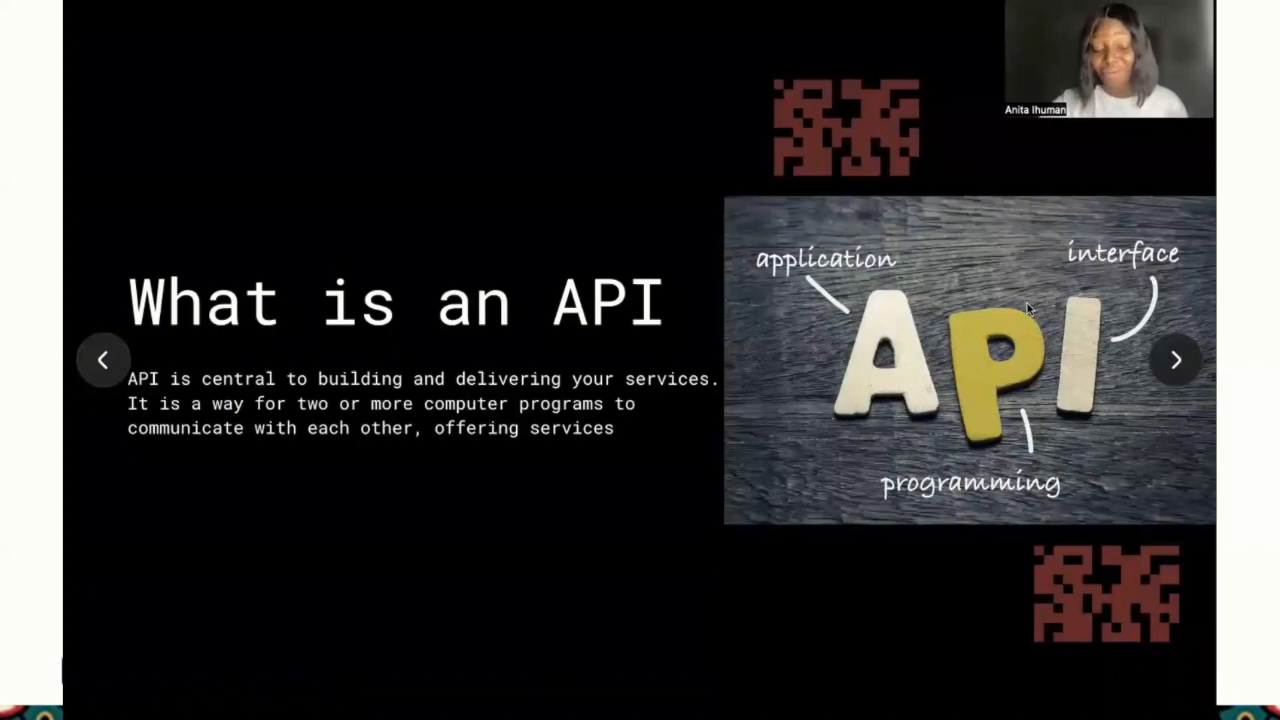 Anita Ihuman
What is an API
API is central to building and delivering your services.
It is a way for two or more computer programs to
communicate with each other, offering services
application
interface
API
programming